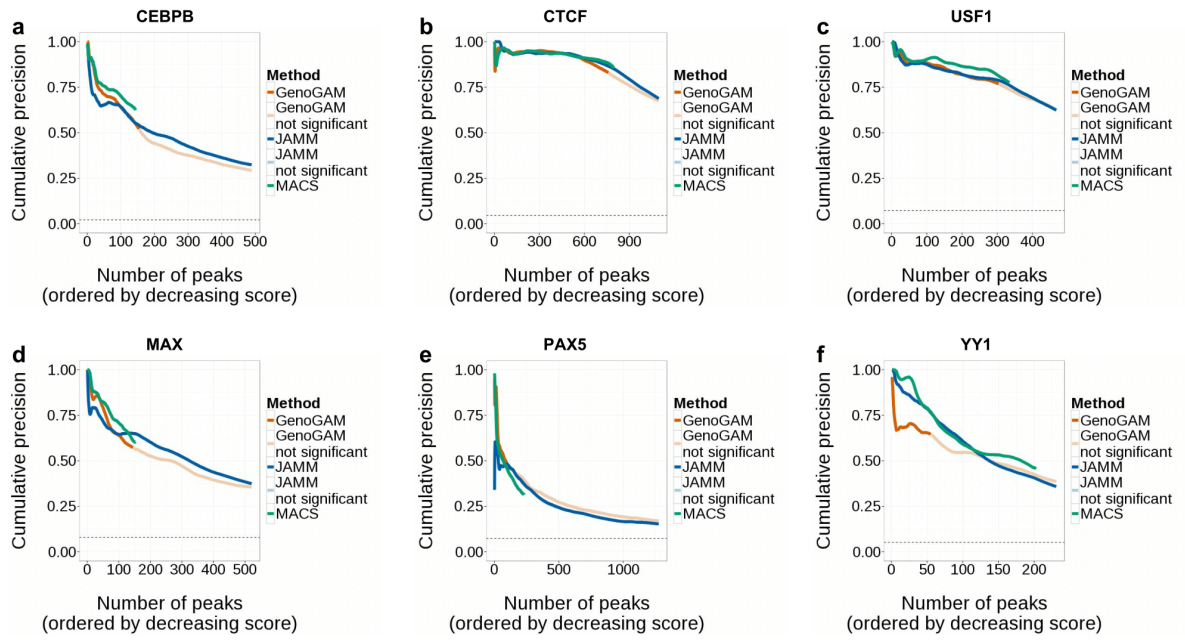 a
CEBPB
Cumulative precision
1.00
0.75
0.50
0.25
0.00
0 100 200 300 400 500
Number of peaks
(ordered by decreasing score)
Method
GenoGAM
GenoGAM
not significant
JAMM
JAMM
not significant
MACS
b
CTCF
Cumulative precision
1.00
0.75
0.50
0.25
0.00
0 300 600 900
Number of peaks
(ordered by decreasing score)
Method
GenoGAM
GenoGAM
not significant
JAMM
JAMM
not significant
MACS
c
USF1
Cumulative precision
1.00
0.75
0.50
0.25
0.00
0 100 200 300 400
Number of peaks
(ordered by decreasing score)
Method
GenoGAM
GenoGAM
not significant
JAMM
JAMM
not significant
MACS
d
MAX
Cumulative precision
1.00
0.75
0.50
0.25
0.00
0 100 200 300 400 500
Number of peaks
(ordered by decreasing score)
Method
GenoGAM
GenoGAM
not significant
JAMM
JAMM
not significant
MACS
e
PAX5
Cumulative precision
1.00
0.75
0.50
0.25
0.00
0 500 1000
Number of peaks
(ordered by decreasing score)
Method
GenoGAM
GenoGAM
not significant
JAMM
JAMM
not significant
MACS
f
YY1
Cumulative precision
1.00
0.75
0.50
0.25
0.00
0 50 100 150 200
Number of peaks
(ordered by decreasing score)
Method
GenoGAM
GenoGAM
not significant
JAMM
JAMM
not significant
MACS